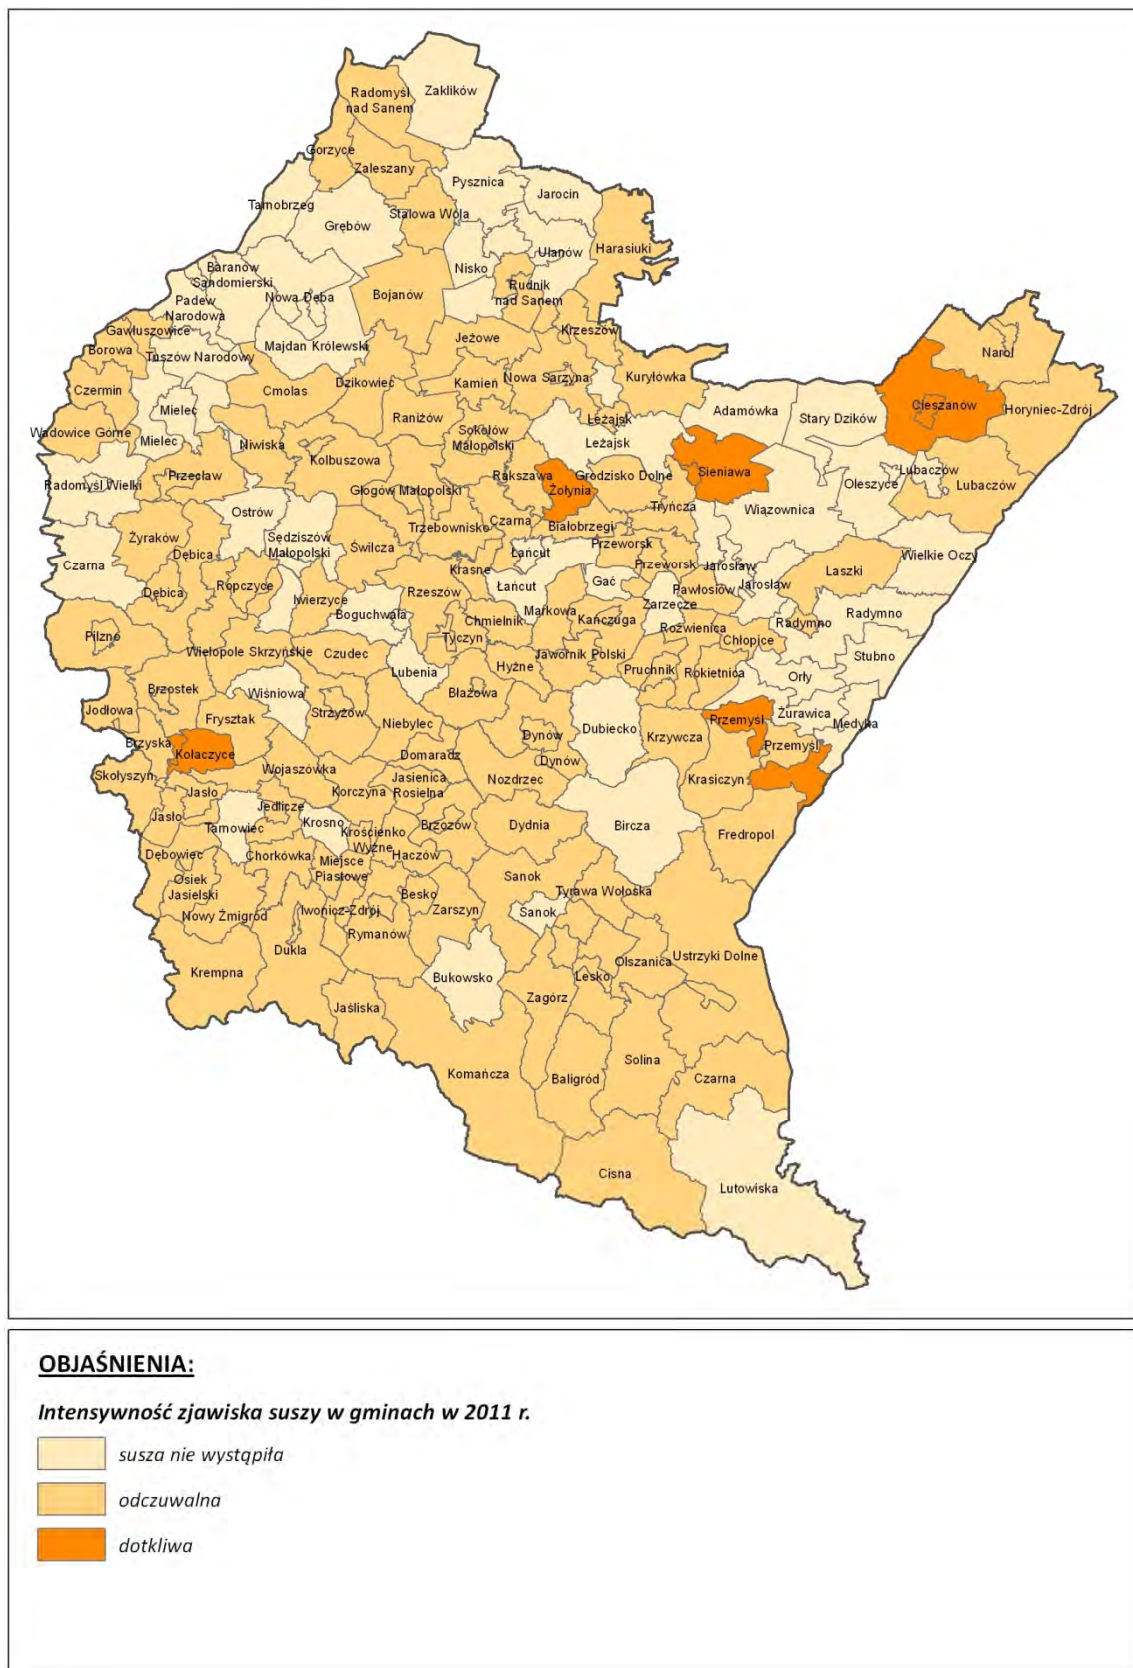 Zaklików
Radomyśl
nad Sanem
Gorzyce
Zaleszany
Pysznica
Jarocin
Tarnobrzeg
Stalowa Wola
Grębów
Ulanów
Harasiuki
Nisko
Baranów
Sandomierski
Nowa Dęba
Bojanów
Rudnik
nad Sanem
Padew
Narodowa
Gawłuszowice
Krzeszów
Borowa
Tuszów Narodowy
Majdan Królewski
Jeżowe
Narol
Czermin
Cmolas
Dzikowiec
Kamień
Nowa Sarzyna
Kuryłówka
Mielec
Raniżów
Leżajsk
Adamówka
Stary Dzików
Cieszanów
Horyniec-Zdrój
Wadowice Górne
Mielec
Niwiska
Sokołów
Małopolski
Leżajsk
Kolbuszowa
Radomyśl Wielki
Przecław
Rakszawa
Grodzisko Dolne
Sieniawa
Lubaczów
Oleszyce
Lubaczów
Głogów Małopolski
Żołynia
Ostrów
Trzebownisko
Czarna
Tryńcza
Wiązownica
Żyraków
Sędziszów
Małopolski
Świlcza
Białobrzegi
Dębica
Łańcut
Przeworsk
Wielkie Oczy
Czarna
Krasne
Przeworsk
Jarosław
Laszki
Dębica
Ropczyce
Rzeszów
Łańcut
Gać
Pawłosiów
Jarosław
Iwierzyce
Boguchwała
Markowa
Zarzecze
Radymno
Pilzno
Chmielnik
Kańczuga
Roźwienica
Radymno
Tyczyn
Chłopice
Wielopole Skrzyńskie
Czudec
Jawornik Polski
Stubno
Lubenia
Hyżne
Pruchnik
Rokietnica
Orły
Brzostek
Wiśniowa
Błażowa
Jodłowa
Frysztak
Strzyżów
Niebylec
Dubiecko
Przemyśl
Żurawica
Medyka
Brzyska
Kołaczyce
Dynów
Krzywcza
Przemyśl
Domaradz
Dynów
Skołyszyn
Wojaszówka
Jasienica
Rosielna
Nozdrzec
Krasiczyn
Jasło
Korczyna
Jedlicze
Jasło
Krosno
Brzozów
Dydnia
Bircza
Fredropol
Tarnowiec
Krościenko
Wyżne
Dębowiec
Chorkówka
Miejsce
Piastowe
Haczów
Osiek
Jasielski
Sanok
Tyrawa Wołoska
Besko
Nowy Żmigród
Iwonicz-Zdrój
Zarszyn
Sanok
Rymanów
Dukla
Krempna
Olszanica
Ustrzyki Dolne
Bukowsko
Lesko
Zagórz
Jaśliska
Solina
Komańcza
Baligród
Czarna
Cisna
Lutowiska
OBJAŚNIENIA:
Intensywność zjawiska suszy w gminach w 2011 r.
susza nie wystąpiła
odczuwalna
dotkliwa